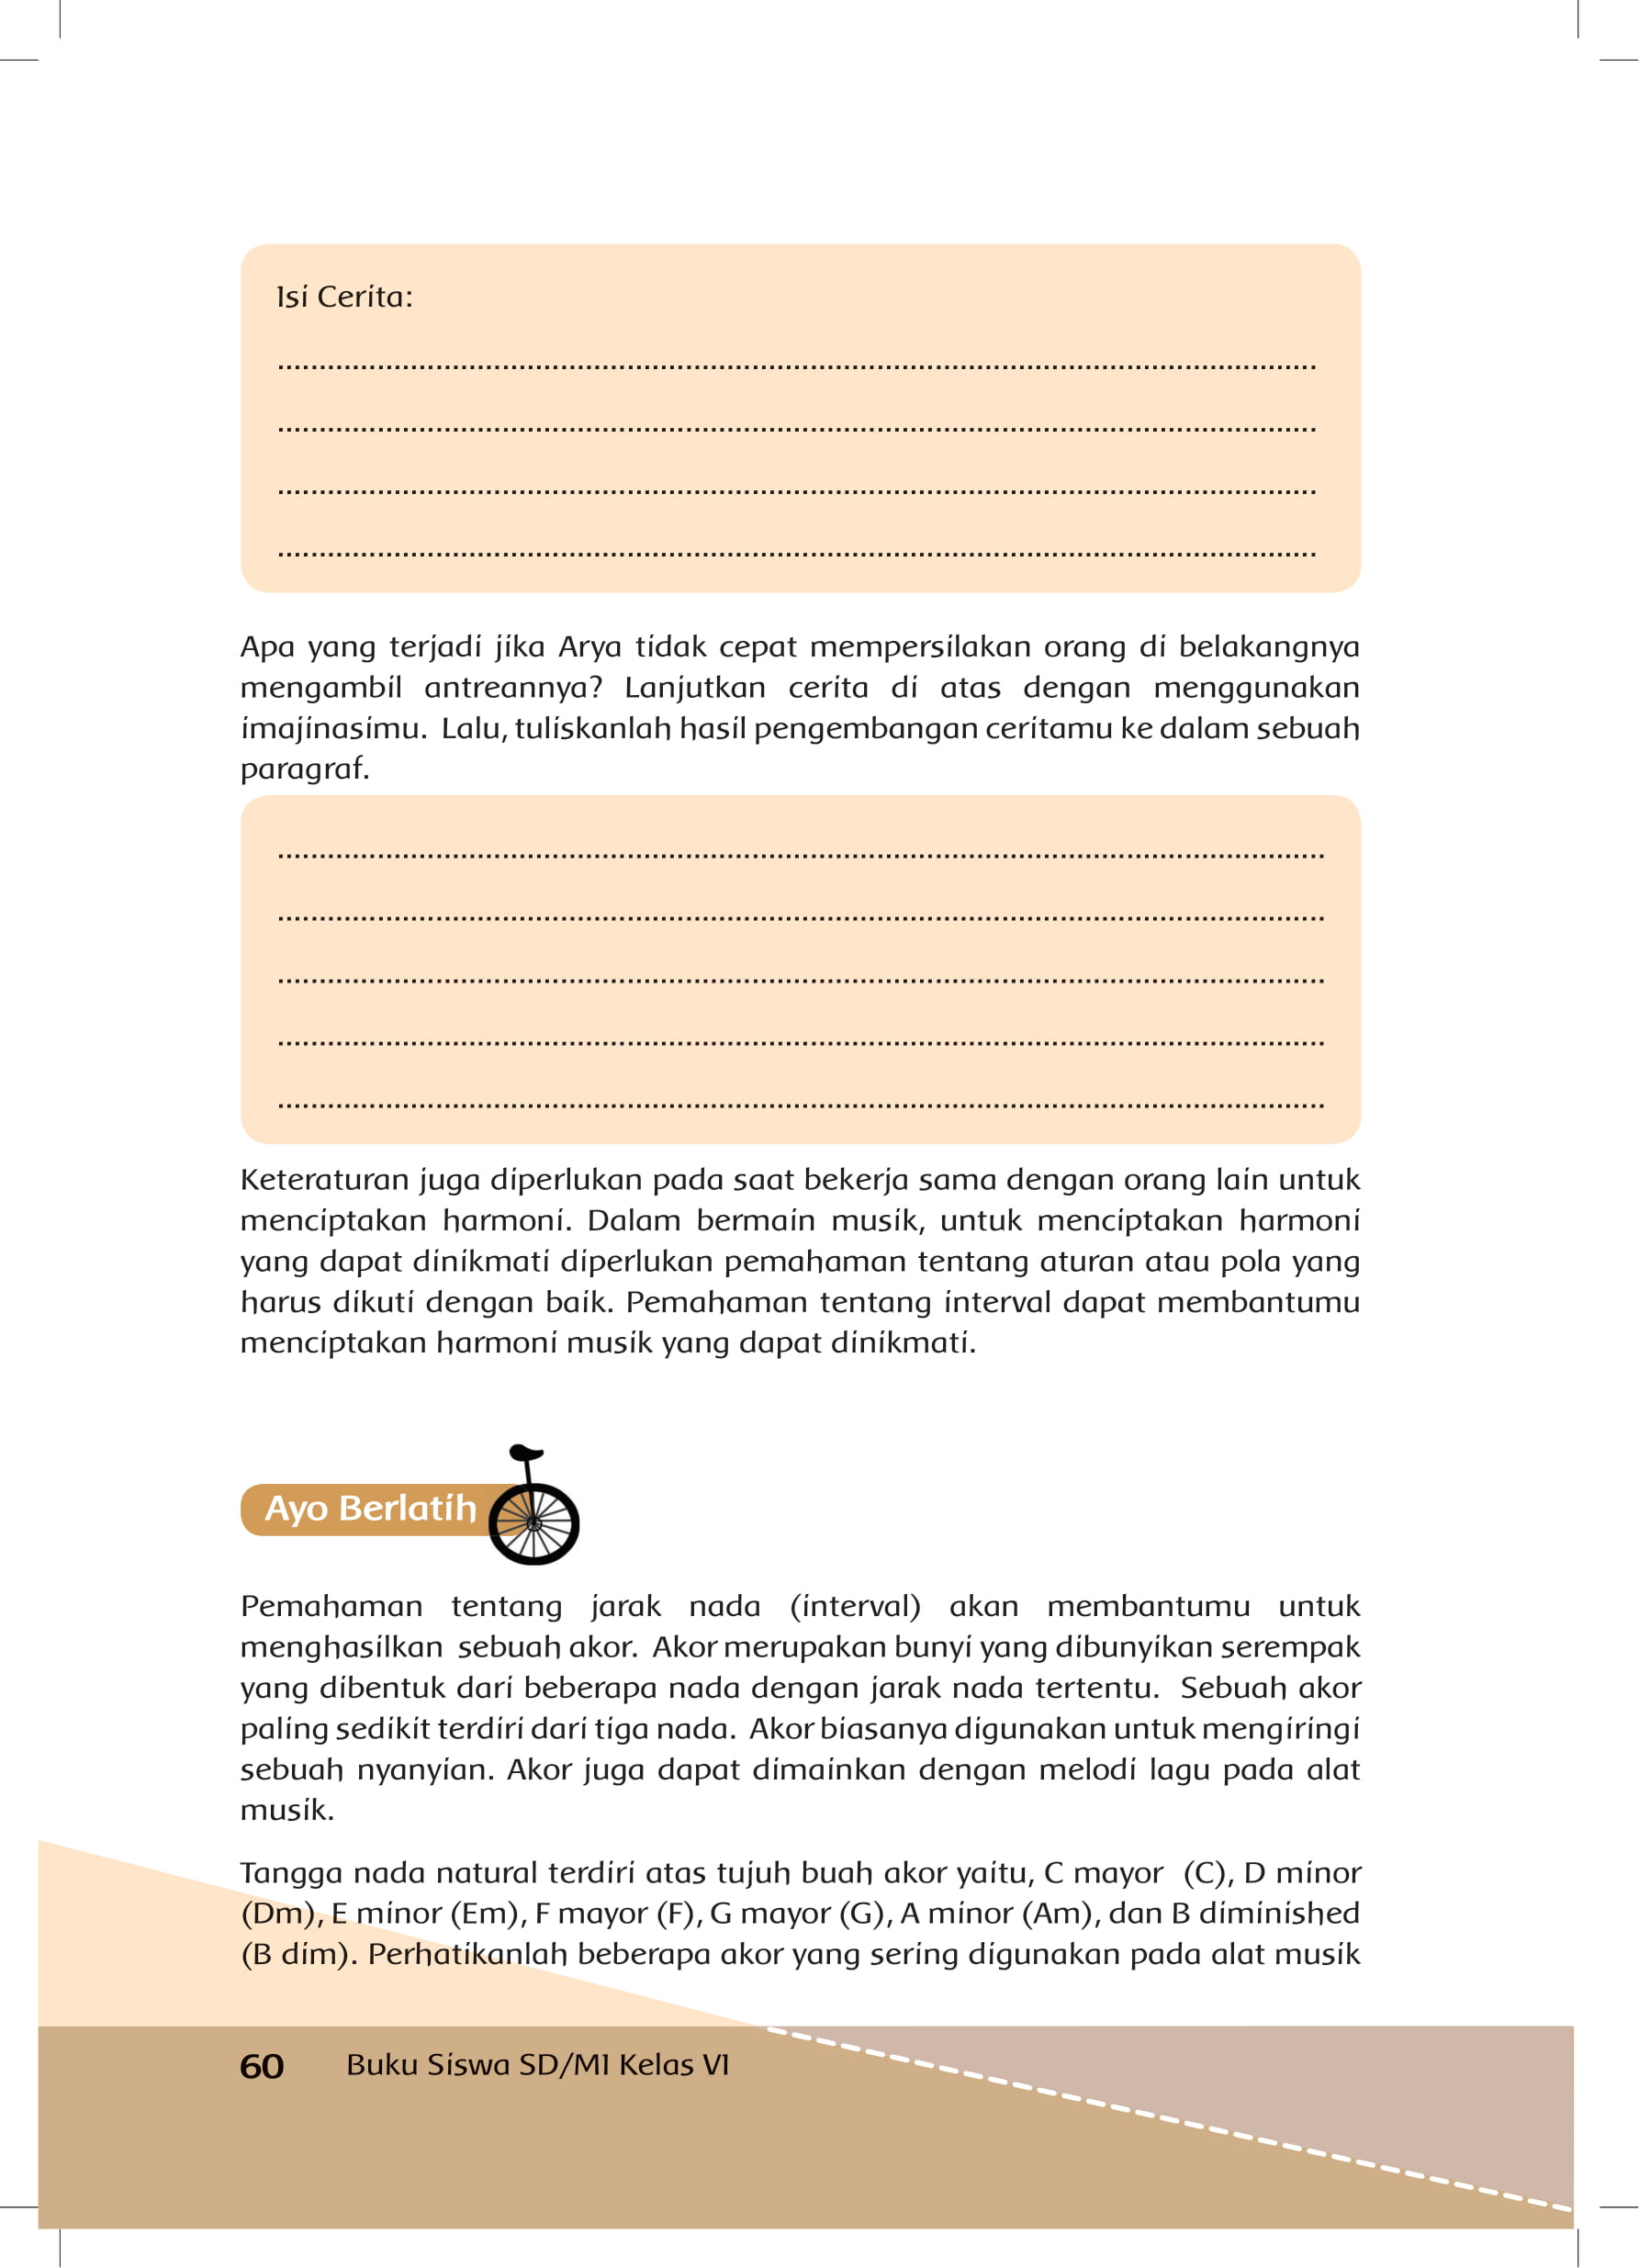 Isi Cerita:
..............................................................................................................................
..............................................................................................................................
..............................................................................................................................
..............................................................................................................................
Apa yang terjadi jika Arya tidak cepat mempersilakan orang di belakangnya
mengambil antreannya? Lanjutkan cerita di atas dengan menggunakan
imajinasimu. Lalu, tuliskanlah hasil pengembangan ceritamu ke dalam sebuah
paragraf.
...............................................................................................................................
...............................................................................................................................
...............................................................................................................................
...............................................................................................................................
...............................................................................................................................
Keteraturan juga diperlukan pada saat bekerja sama dengan orang lain untuk
menciptakan harmoni. Dalam bermain musik, untuk menciptakan harmoni
yang dapat dinikmati diperlukan pemahaman tentang aturan atau pola yang
harus dikuti dengan baik. Pemahaman tentang interval dapat membantumu
menciptakan harmoni musik yang dapat dinikmati.
Ayo Berlatih
Pemahaman tentang jarak nada (interval) akan membantumu untuk
menghasilkan sebuah akor. Akor merupakan bunyi yang dibunyikan serempak
yang dibentuk dari beberapa nada dengan jarak nada tertentu. Sebuah akor
paling sedikit terdiri dari tiga nada. Akor biasanya digunakan untuk mengiringi
sebuah nyanyian. Akor juga dapat dimainkan dengan melodi lagu pada alat
musik.
Tangga nada natural terdiri atas tujuh buah akor yaitu, C mayor (C), D minor
(Dm), E minor (Em), F mayor (F), G mayor (G), A minor (Am), dan B diminished
(B dim). Perhatikanlah beberapa akor yang sering digunakan pada alat musik
60 Buku Siswa SD/MI Kelas VI